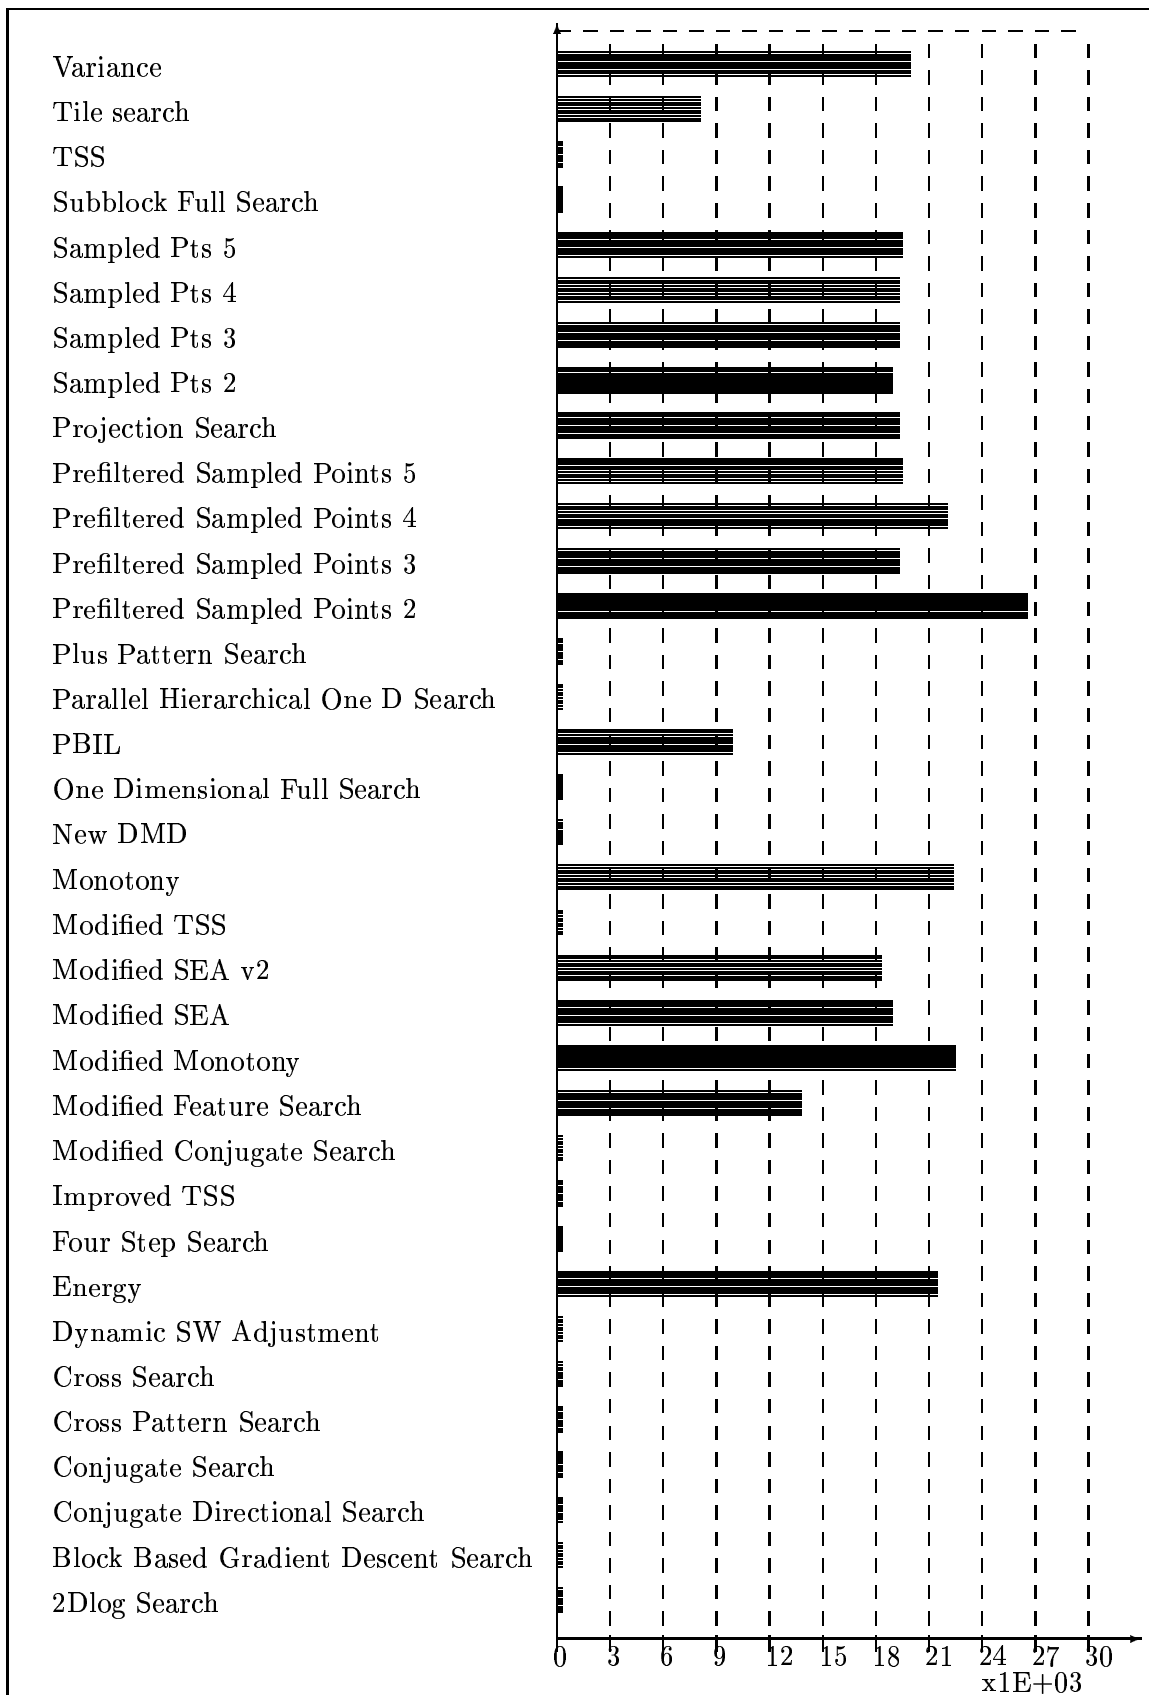 Variance
Tile search
TSS
Subblock Full Search
Sampled Pts 5
Sampled Pts 4
Sampled Pts 3
Sampled Pts 2
Projection Search
Prefiltered Sampled Points 5
Prefiltered Sampled Points 4
Prefiltered Sampled Points 3
Prefiltered Sampled Points 2
Plus Pattern Search
Parallel Hierarchical One D Search
PBIL
One Dimensional Full Search
New DMD
Monotony
Modified TSS
Modified SEA v2
Modified SEA
Modified Monotony
Modified Feature Search
Modified Conjugate Search
Improved TSS
Four Step Search
Energy
Dynamic SW Adjustment
Cross Search
Cross Pattern Search
Conjugate Search
Conjugate Directional Search
Block Based Gradient Descent Search
2Dlog Search
0 3 6 9 12 15 18 21 24 27 30
x1E+03